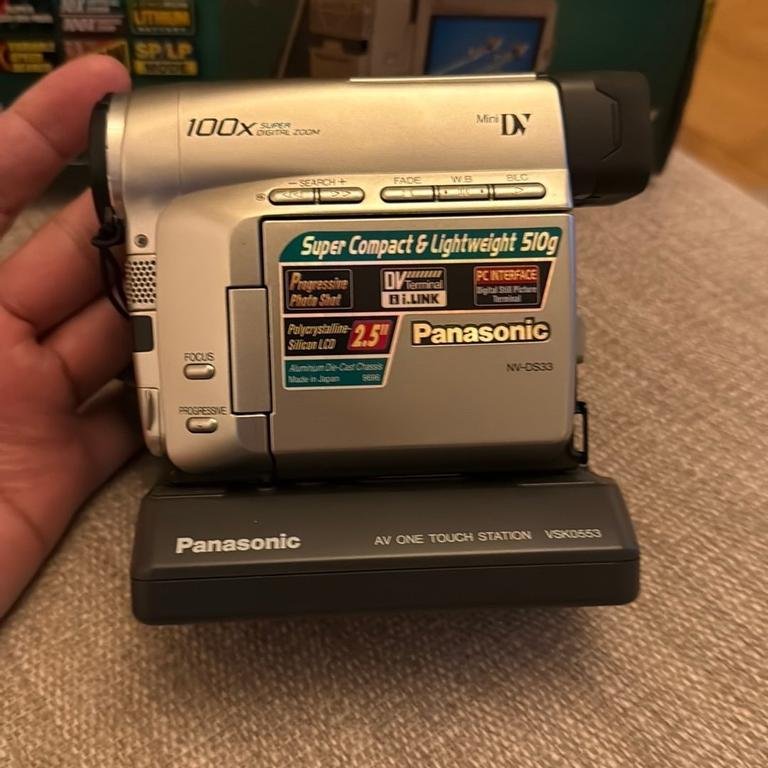 LITHIUM
SP LP
MODE
100x SUPER
DIGITAL ZOOM
Mini DV
- SEARCH +
FADE
W.B
BLC
Super Compact & Lightweight 510g
Progressive
Photo Shot
DV Terminal
i.LINK
PC INTERFACE
Digital Still Picture
Terminal
Polycrystalline-
Silicon LCD
2.5"
Panasonic
Aluminum Die-Cast Chassis
Made in Japan 9696
NV-DS33
FOCUS
PROGRESSIVE
Panasonic
AV ONE TOUCH STATION VSK0553